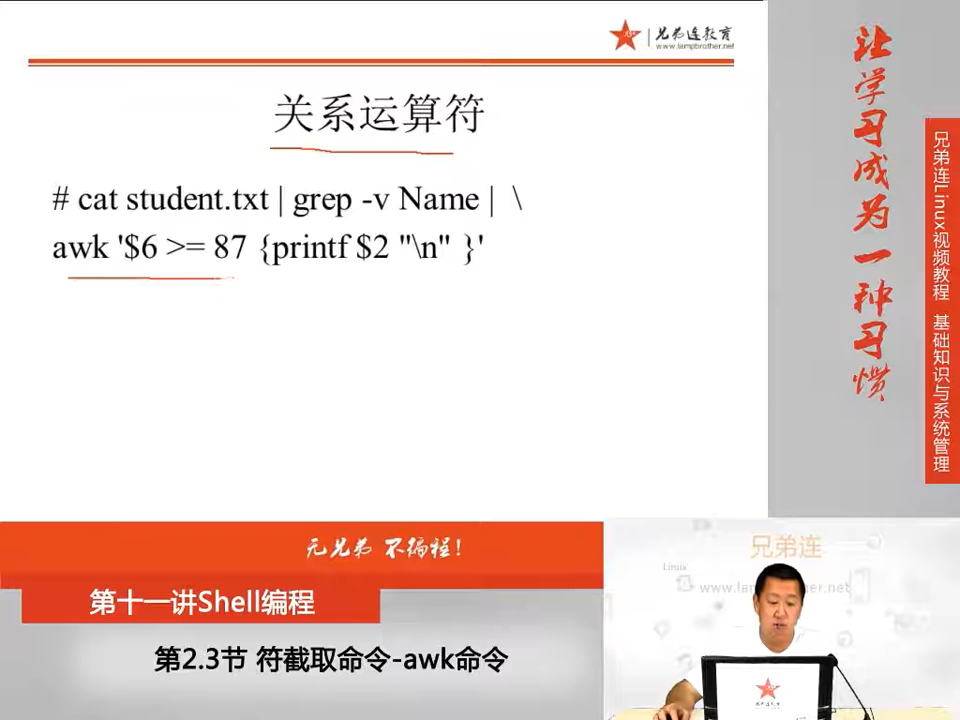 兄弟连教育
www.lampbrother.net
关系运算符
# cat student.txt | grep -v Name | \
awk '$6 >= 87 {printf $2 "\n" }'
让学习成为一种习惯
兄弟连Linux视频教程 基础知识与系统管理
无兄弟 不编程!
第十一讲Shell编程
第2.3节 符截取命令-awk命令
兄弟连
Linux